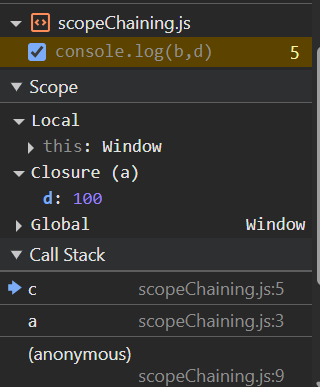 scopeChaining.js
console.log(b,d) 5
Scope
Local
this: Window
Closure (a)
d: 100
Global Window
Call Stack
c scopeChaining.js:5
a scopeChaining.js:3
(anonymous)
scopeChaining.js:9